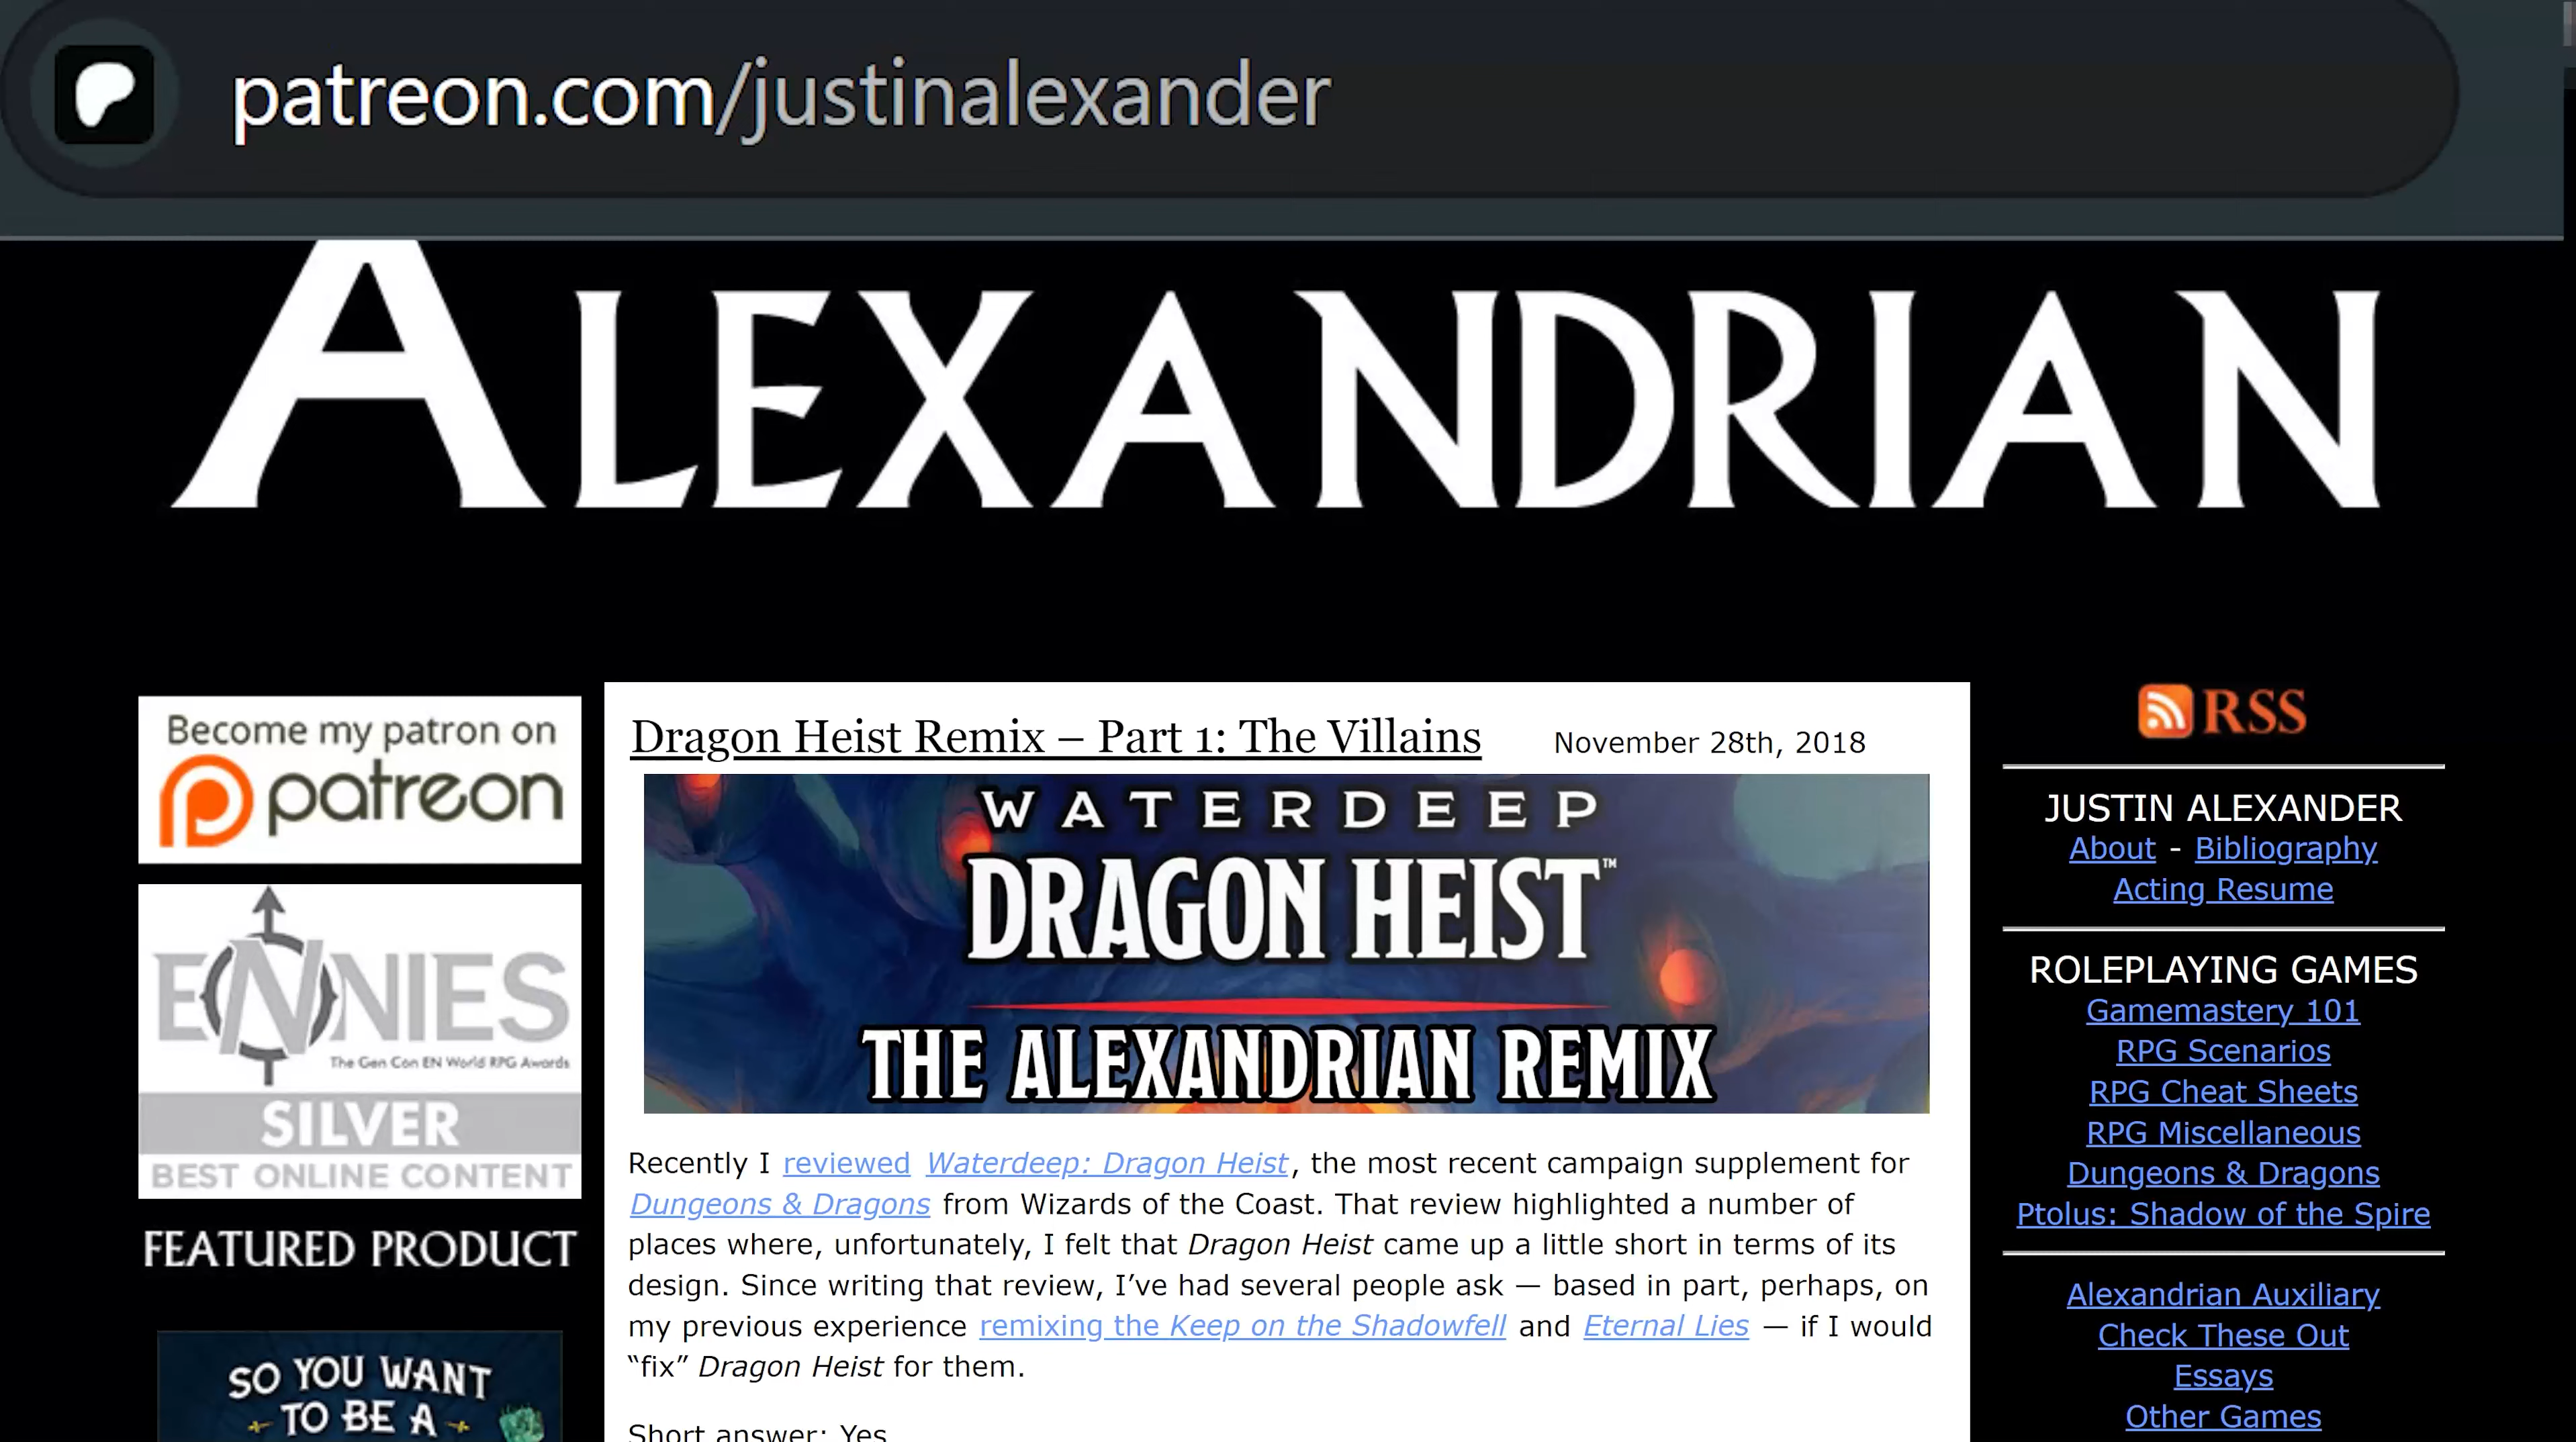 patreon.com/justinalexander
ALEXANDRIAN
Become my patron on
patreon
ENNIES
The Gen Con EN World RPG Awards
SILVER
BEST ONLINE CONTENT
FEATURED PRODUCT
SO YOU WANT
TO BE A
Dragon Heist Remix – Part 1: The Villains
November 28th, 2018
WATERDEEP
DRAGON HEIST™
THE ALEXANDRIAN REMIX
Recently I reviewed Waterdeep: Dragon Heist, the most recent campaign supplement for
Dungeons & Dragons from Wizards of the Coast. That review highlighted a number of
places where, unfortunately, I felt that Dragon Heist came up a little short in terms of its
design. Since writing that review, I’ve had several people ask — based in part, perhaps, on
my previous experience remixing the Keep on the Shadowfell and Eternal Lies — if I would
“fix” Dragon Heist for them.
Short answer: Yes
RSS
JUSTIN ALEXANDER
About - Bibliography
Acting Resume
ROLEPLAYING GAMES
Gamemastery 101
RPG Scenarios
RPG Cheat Sheets
RPG Miscellaneous
Dungeons & Dragons
Ptolus: Shadow of the Spire
Alexandrian Auxiliary
Check These Out
Essays
Other Games